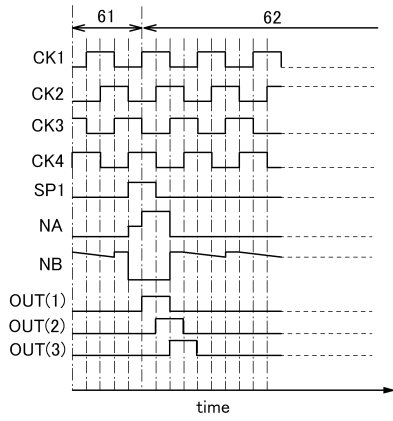 61
62
CK1
CK2
CK3
CK4
SP1
NA
NB
OUT(1)
OUT(2)
OUT(3)
time